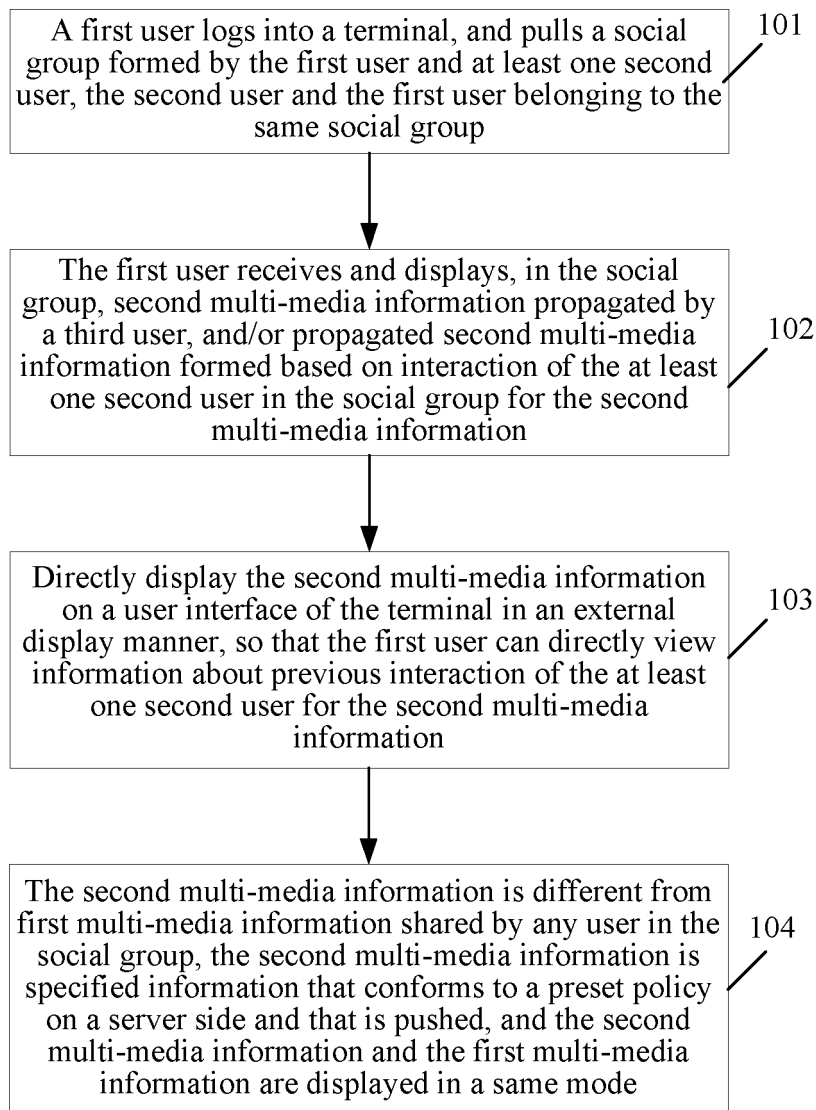 A first user logs into a terminal, and pulls a social
group formed by the first user and at least one second
user, the second user and the first user belonging to the
same social group
101
The first user receives and displays, in the social
group, second multi-media information propagated by
a third user, and/or propagated second multi-media
information formed based on interaction of the at least
one second user in the social group for the second
multi-media information
102
Directly display the second multi-media information
on a user interface of the terminal in an external
display manner, so that the first user can directly view
information about previous interaction of the at least
one second user for the second multi-media
information
103
The second multi-media information is different from
first multi-media information shared by any user in the
social group, the second multi-media information is
specified information that conforms to a preset policy
on a server side and that is pushed, and the second
multi-media information and the first multi-media
information are displayed in a same mode
104